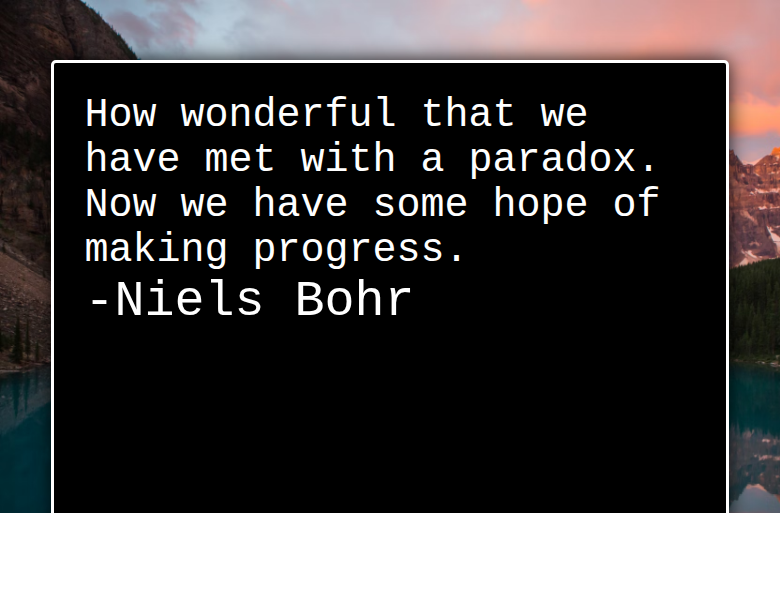 How wonderful that we
have met with a paradox.
Now we have some hope of
making progress.
-Niels Bohr